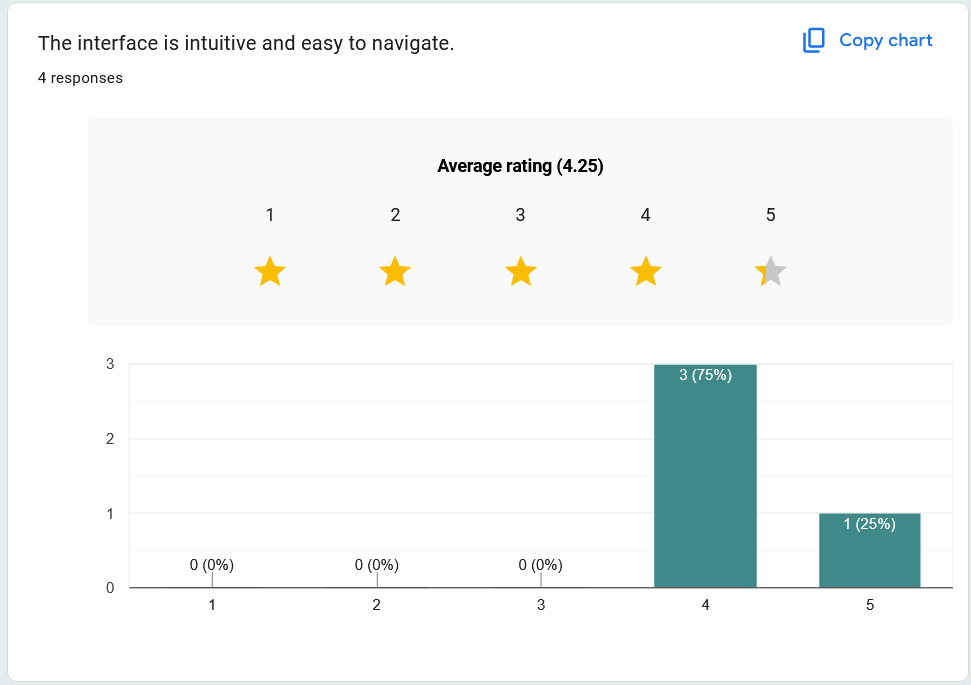 The interface is intuitive and easy to navigate.
Copy chart
4 responses
Average rating (4.25)
1 2 3 4 5
3
3 (75%)
2
1
1 (25%)
0 (0%) 0 (0%) 0 (0%)
0
1 2 3 4 5